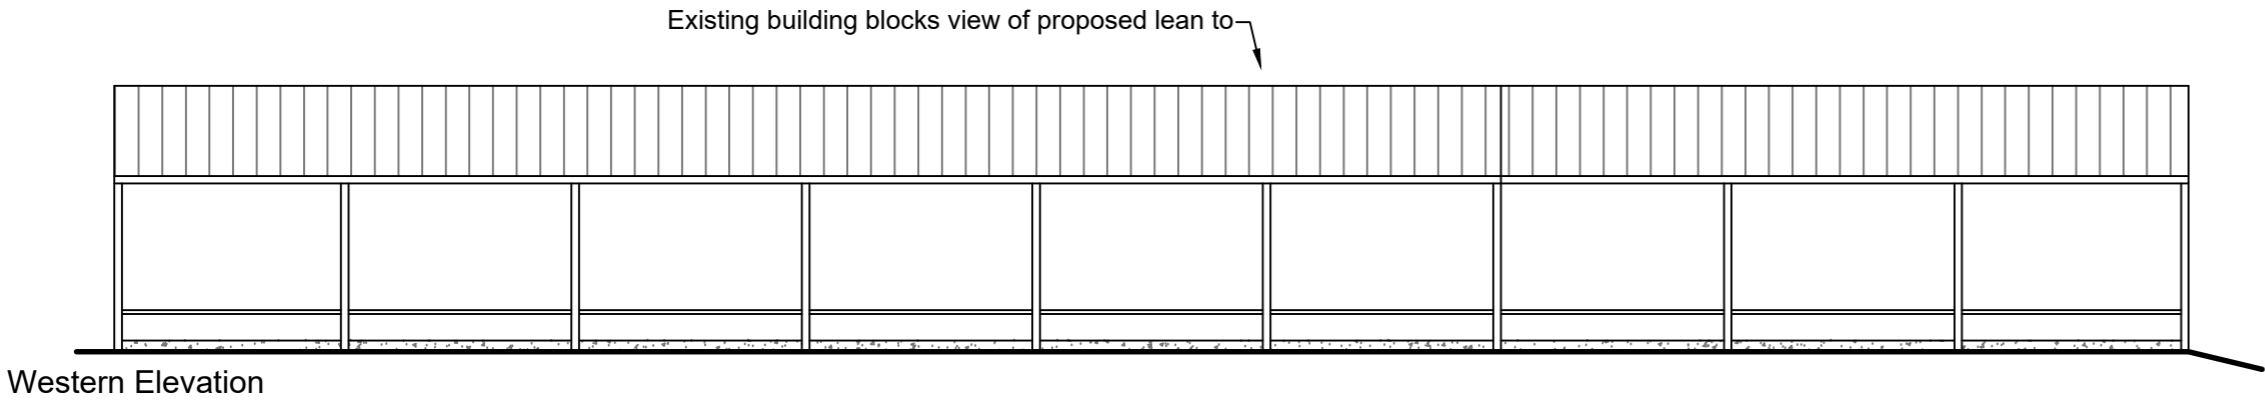 Existing building blocks view of proposed lean to
Western Elevation